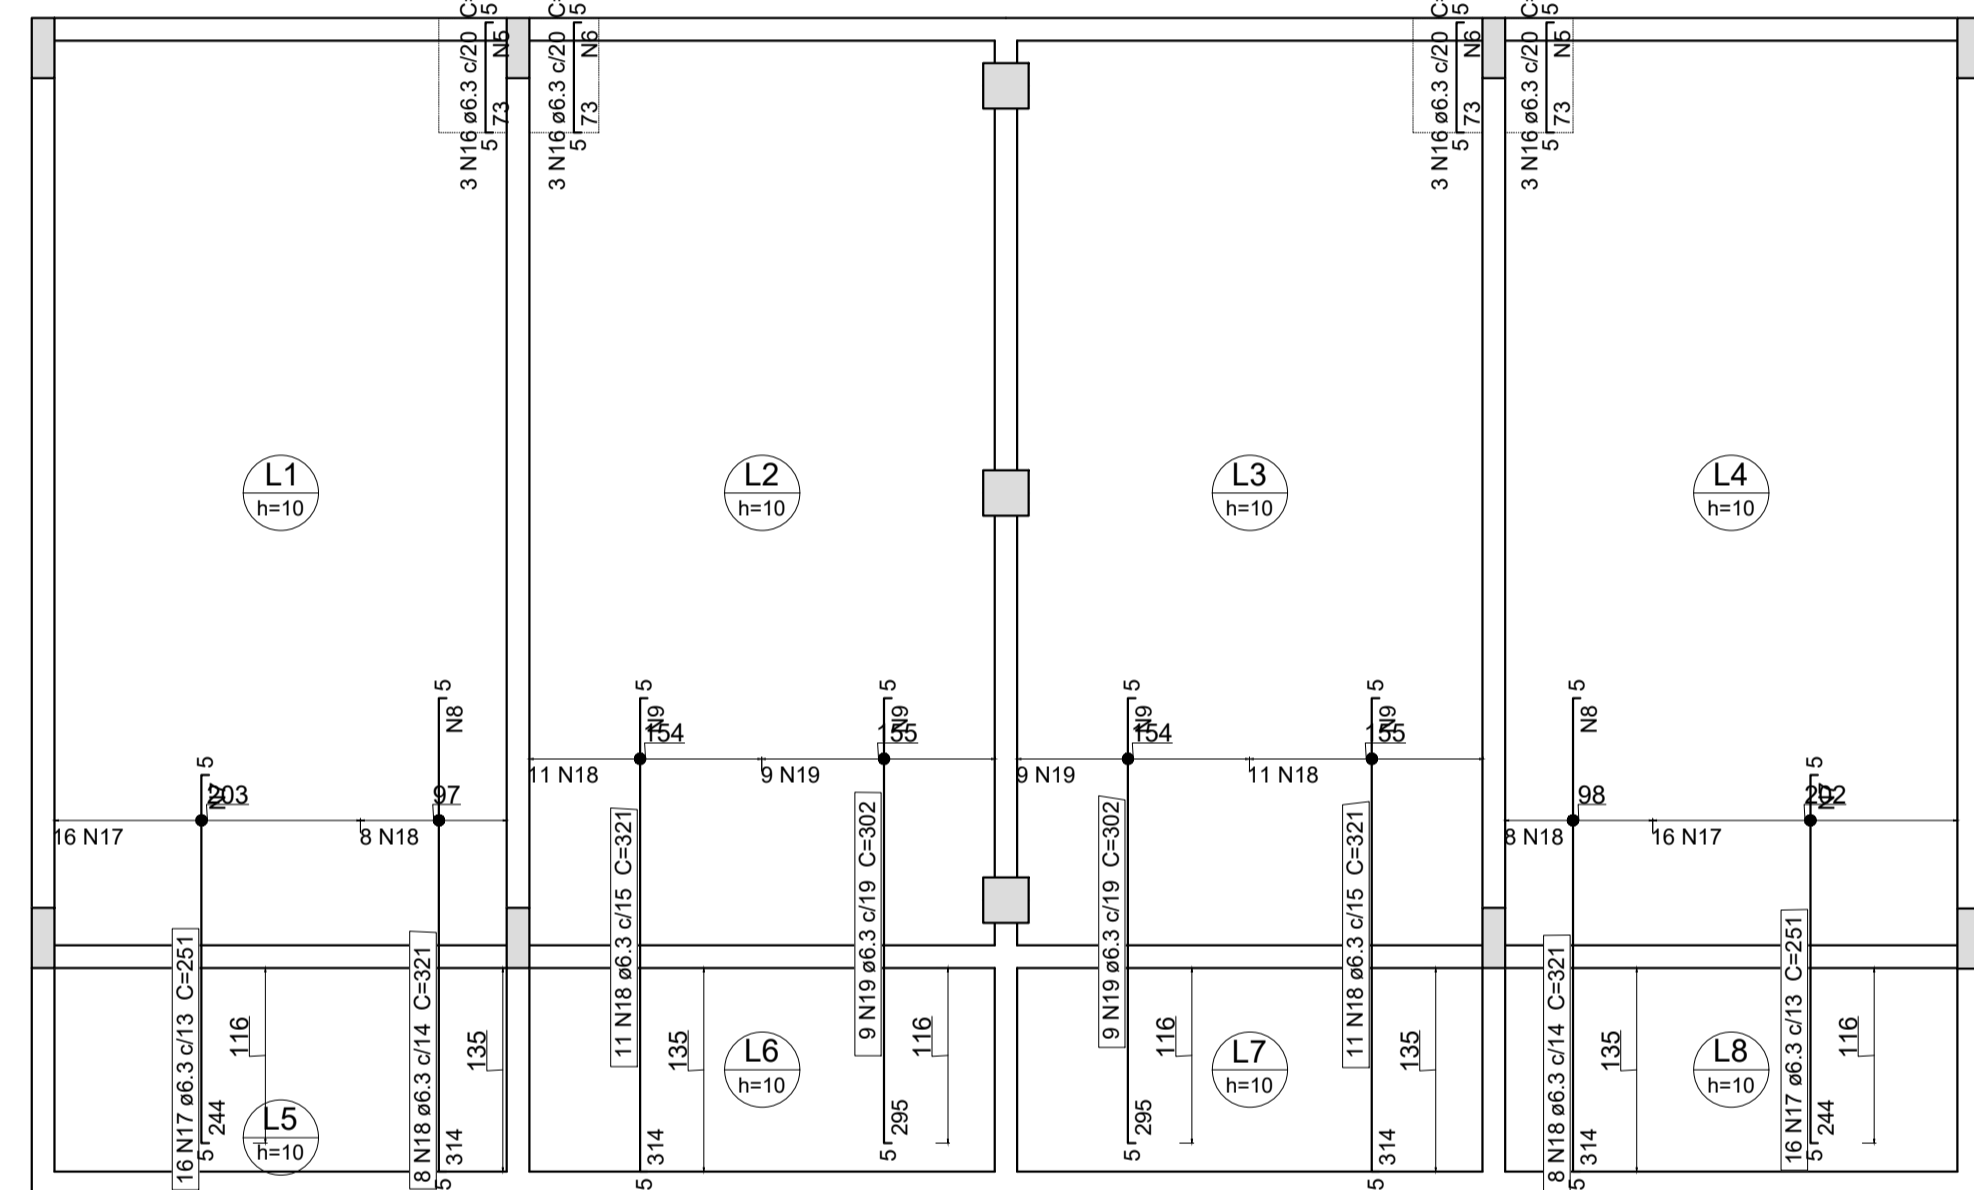 3 N16 ø6.3 c/20 C=
5
N5
73
5
3 N16 ø6.3 c/20 C=
5
N6
73
5
3 N16 ø6.3 c/20 C=
5
N6
73
5
3 N16 ø6.3 c/20 C=
5
N5
73
5
L1
h=10
L2
h=10
L3
h=10
L4
h=10
5
N7
203
16 N17
5
N8
97
8 N18
5
N9
154
11 N18
5
N9
155
9 N19
5
N9
154
9 N19
5
N9
155
11 N18
5
N8
98
8 N18
5
N7
202
16 N17
16 N17 ø6.3 c/13 C=251
116
244
5
8 N18 ø6.3 c/14 C=321
135
314
5
11 N18 ø6.3 c/15 C=321
135
314
5
9 N19 ø6.3 c/19 C=302
116
295
5
9 N19 ø6.3 c/19 C=302
116
295
5
11 N18 ø6.3 c/15 C=321
135
314
5
8 N18 ø6.3 c/14 C=321
135
314
5
16 N17 ø6.3 c/13 C=251
116
244
5
L5
h=10
L6
h=10
L7
h=10
L8
h=10